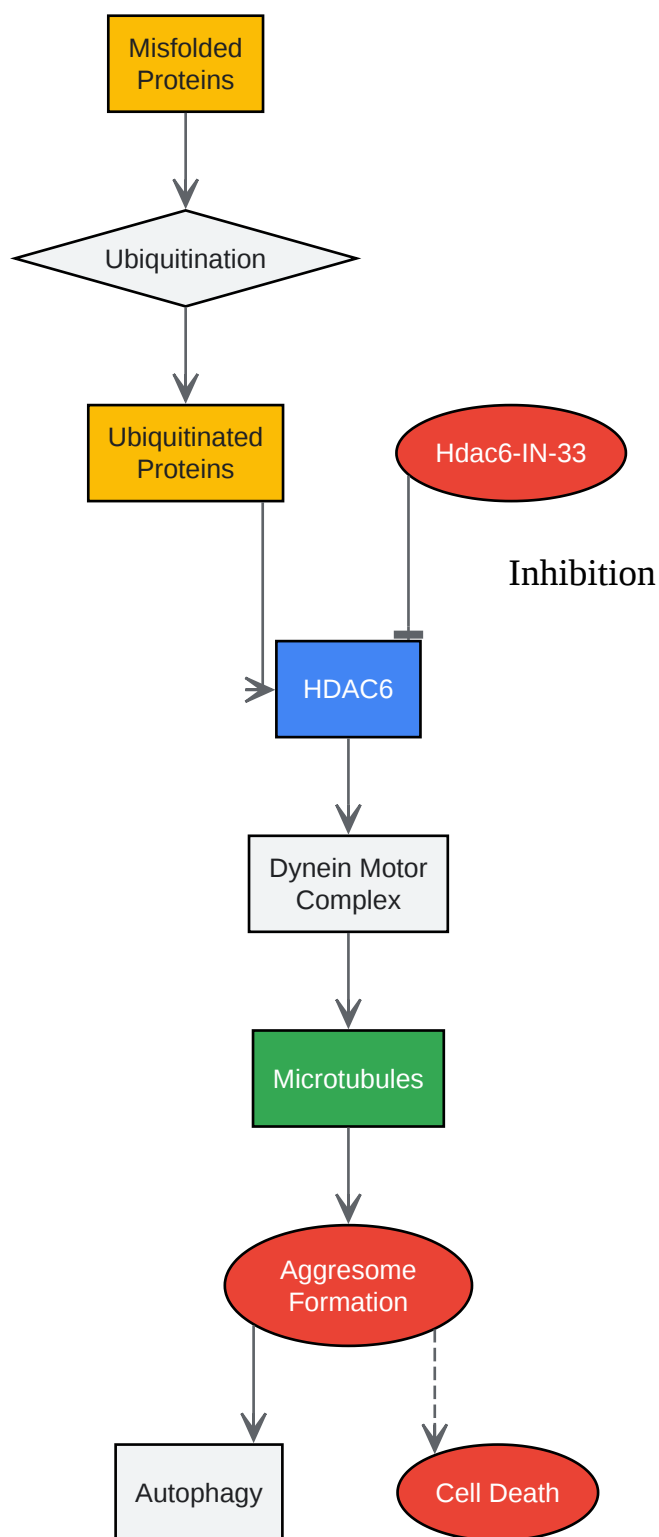 Misfolded
Proteins
Ubiquitination
Ubiquitinated
Proteins
Hdac6-IN-33
Inhibition
HDAC6
Dynein Motor
Complex
Microtubules
Aggresome
Formation
Autophagy
Cell Death